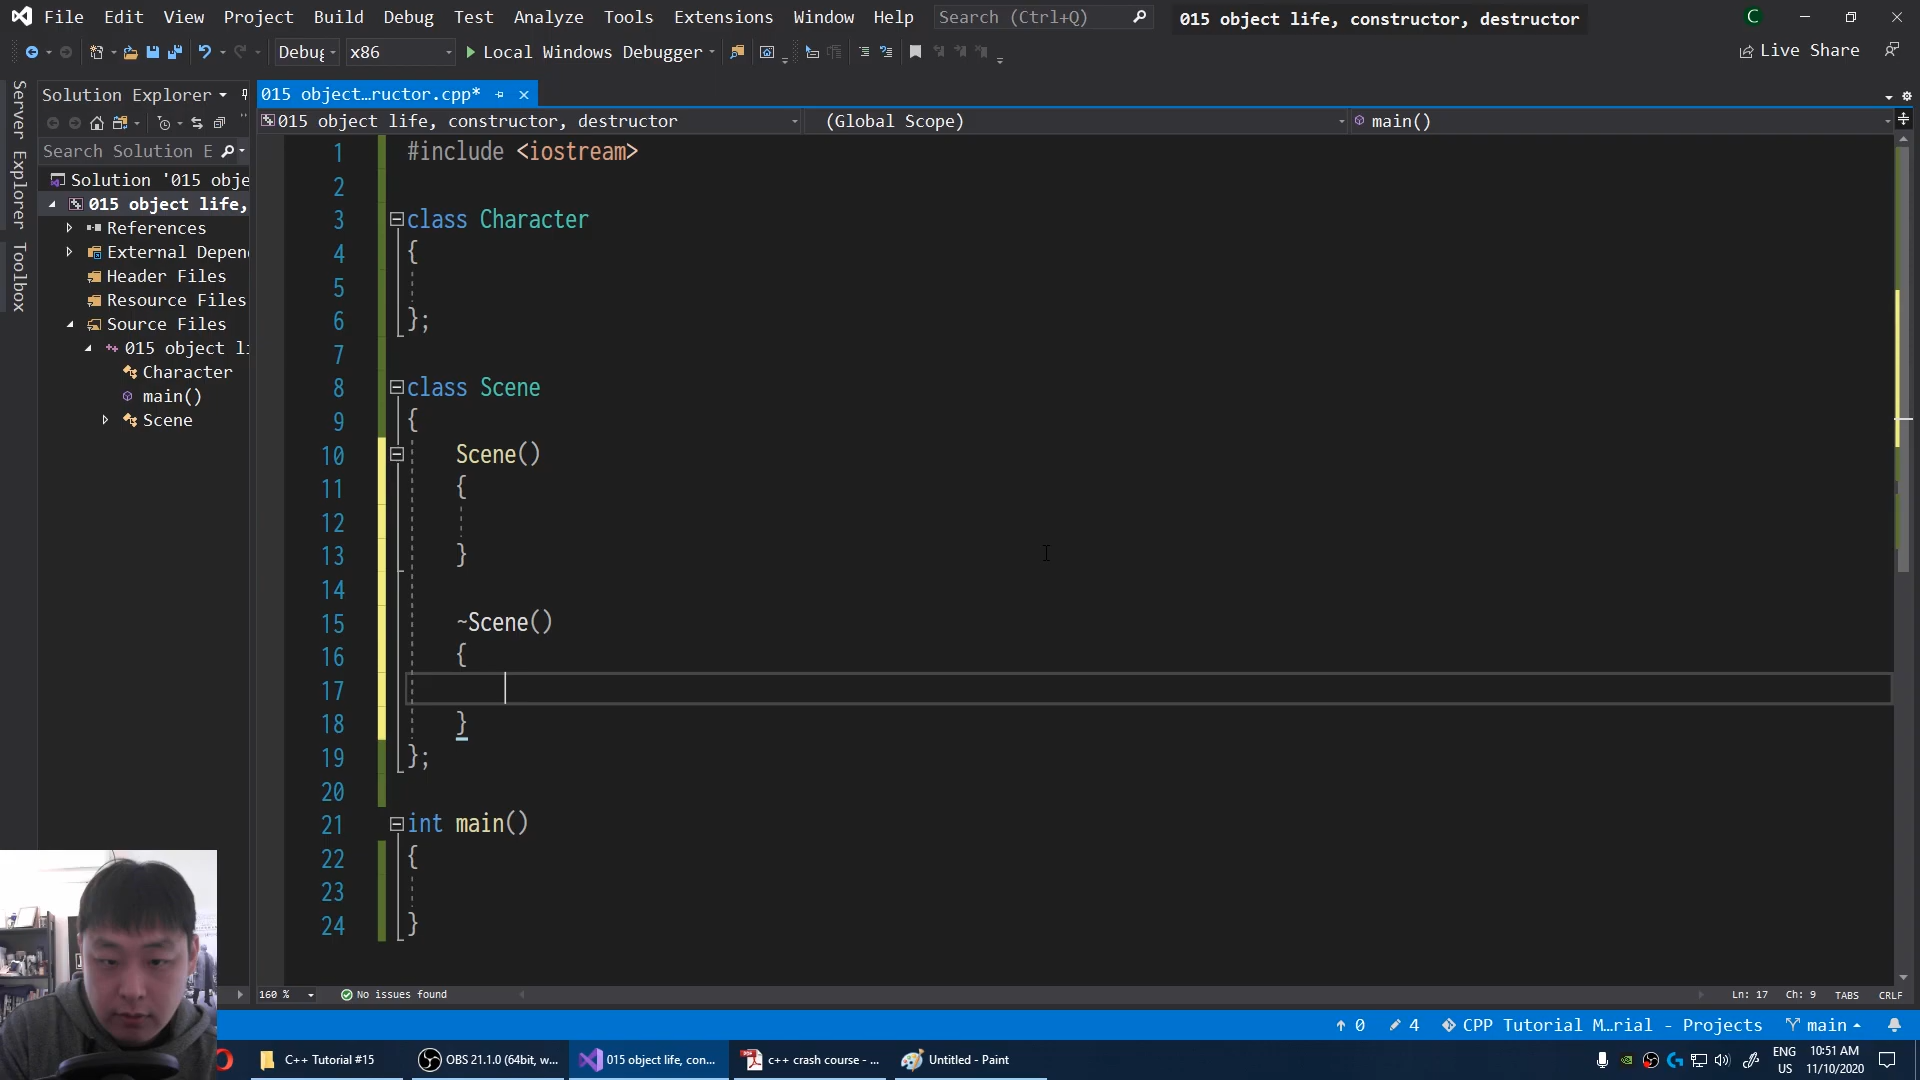 File Edit View Project Build Debug Test Analyze Tools Extensions Window Help Search (Ctrl+Q) 015 object life, constructor, destructor C
Debug x86 Local Windows Debugger Live Share
Server Explorer
Toolbox
Solution Explorer
Search Solution E
Solution '015 obje
015 object life,
References
External Depen
Header Files
Resource Files
Source Files
015 object li
Character
main()
Scene
015 object…ructor.cpp*
015 object life, constructor, destructor (Global Scope) main()
1 #include <iostream>
2
3 class Character
4 {
5
6 };
7
8 class Scene
9 {
10 Scene()
11 {
12
13 }
14
15 ~Scene()
16 {
17
18 }
19 };
20
21 int main()
22 {
23
24 }
160 % No issues found Ln: 17 Ch: 9 TABS CRLF
0 4 CPP Tutorial M…rial - Projects main
C++ Tutorial #15 OBS 21.1.0 (64bit, w... 015 object life, con... c++ crash course - ... Untitled - Paint ENG 10:51 AM
US 11/10/2020